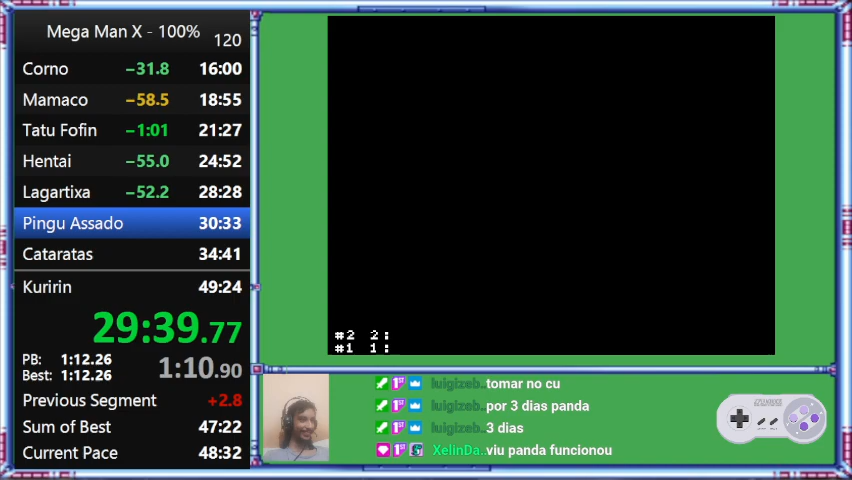 Mega Man X - 100%
120
Corno −31.8 16:00
Mamaco −58.5 18:55
Tatu Fofin −1:01 21:27
Hentai −55.0 24:52
Lagartixa −52.2 28:28
Pingu Assado 30:33
Cataratas 34:41
Kuririn 49:24
29:39.77
PB: 1:12.26
Best: 1:12.26
1:10.90
Previous Segment +2.8
Sum of Best 47:22
Current Pace 48:32
#2 2:
#1 1:
luigizeb..tomar no cu
luigizeb..por 3 dias panda
luigizeb..3 dias
XelinDa..viu panda funcionou